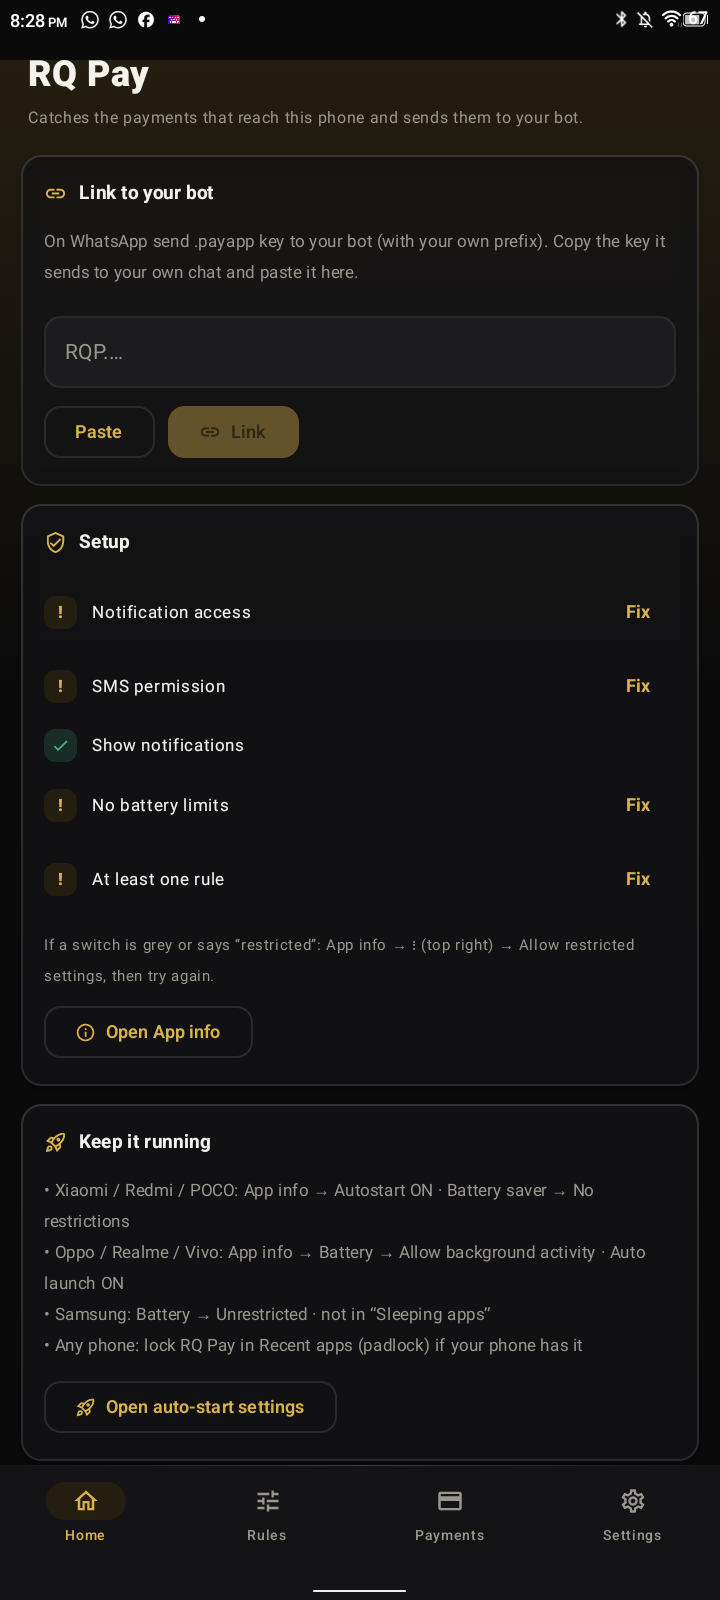 8:28 PM
67
RQ Pay
Catches the payments that reach this phone and sends them to your bot.
Link to your bot
On WhatsApp send .payapp key to your bot (with your own prefix). Copy the key it
sends to your own chat and paste it here.
RQP.…
Paste
Link
Setup
! Notification access Fix
! SMS permission Fix
Show notifications
! No battery limits Fix
! At least one rule Fix
If a switch is grey or says “restricted”: App info → ⋮ (top right) → Allow restricted
settings, then try again.
Open App info
Keep it running
• Xiaomi / Redmi / POCO: App info → Autostart ON · Battery saver → No
restrictions
• Oppo / Realme / Vivo: App info → Battery → Allow background activity · Auto
launch ON
• Samsung: Battery → Unrestricted · not in “Sleeping apps”
• Any phone: lock RQ Pay in Recent apps (padlock) if your phone has it
Open auto-start settings
Home Rules Payments Settings